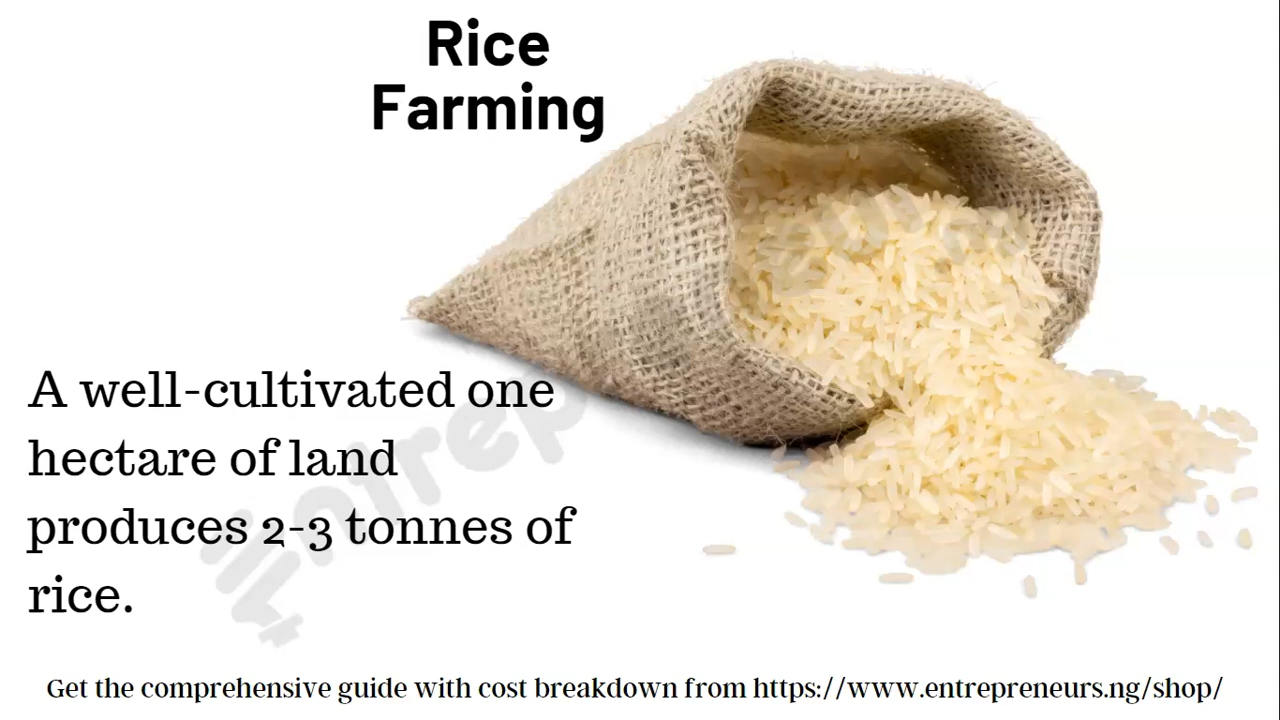 Rice
Farming
A well-cultivated one
hectare of land
produces 2-3 tonnes of
rice.
Get the comprehensive guide with cost breakdown from https://www.entrepreneurs.ng/shop/